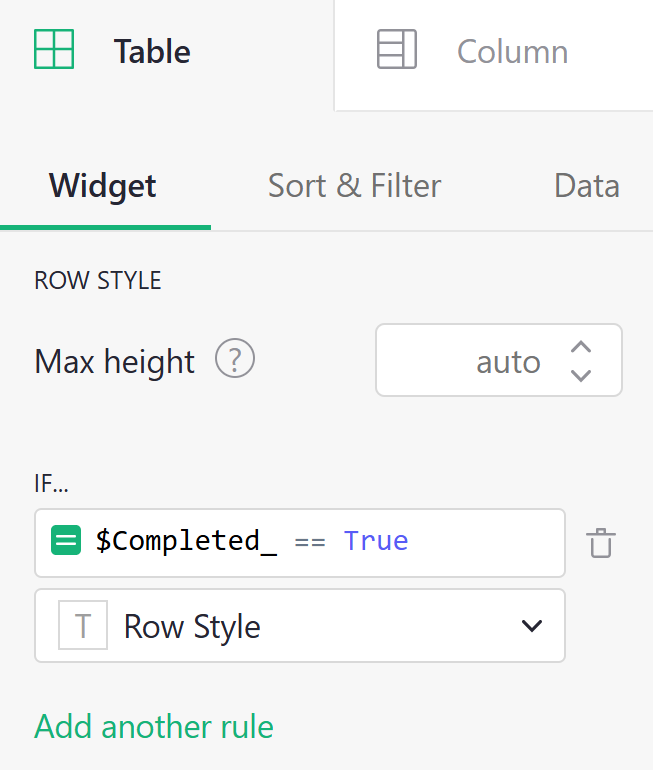 Table Column
Widget Sort & Filter Data
ROW STYLE
Max height ? auto
IF...
$Completed_ == True
T Row Style
Add another rule